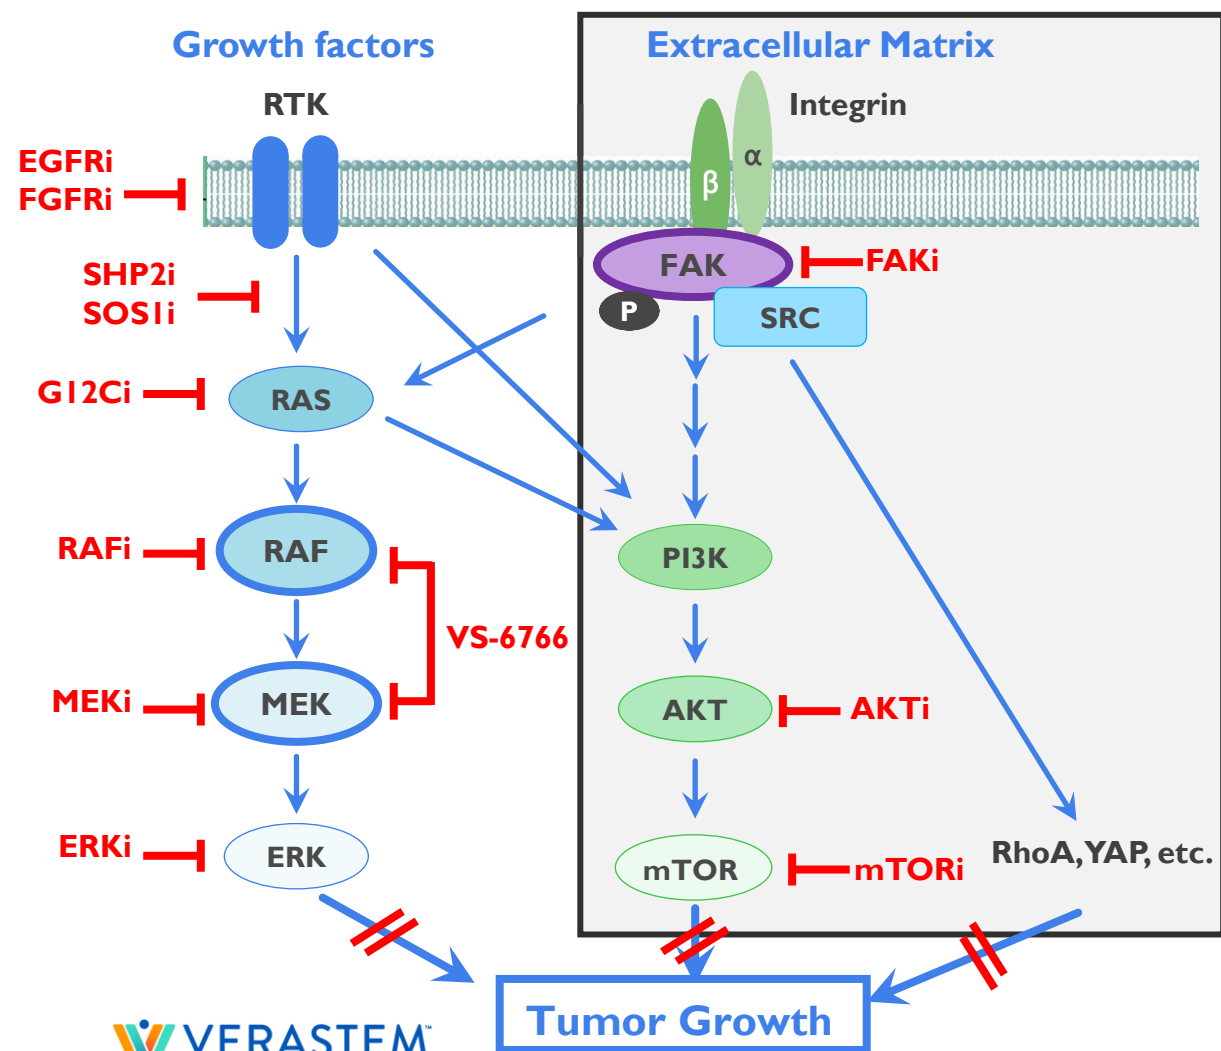 Growth factors
Extracellular Matrix
RTK
Integrin
EGFRi
FGFRi
α
β
SHP2i
SOS1i
FAK
FAKi
P
SRC
G12Ci
RAS
RAFi
RAF
PI3K
VS-6766
MEKi
MEK
AKT
AKTi
ERKi
ERK
mTOR
mTORi
RhoA, YAP, etc.
Tumor Growth
VERASTEM™